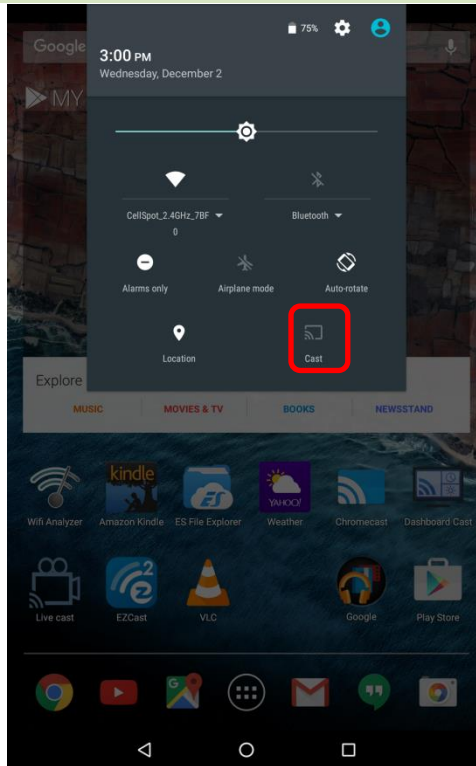 75%
Google
3:00 PM
Wednesday, December 2
MY
CellSpot_2.4GHz_7BF
0
Bluetooth
Alarms only
Airplane mode
Auto-rotate
Location
Cast
Explore
MUSIC MOVIES & TV BOOKS NEWSSTAND
kindle
YAHOO!
ES
Wifi Analyzer Amazon Kindle ES File Explorer Weather Chromecast Dashboard Cast
2
Live cast EZCast VLC Google Play Store